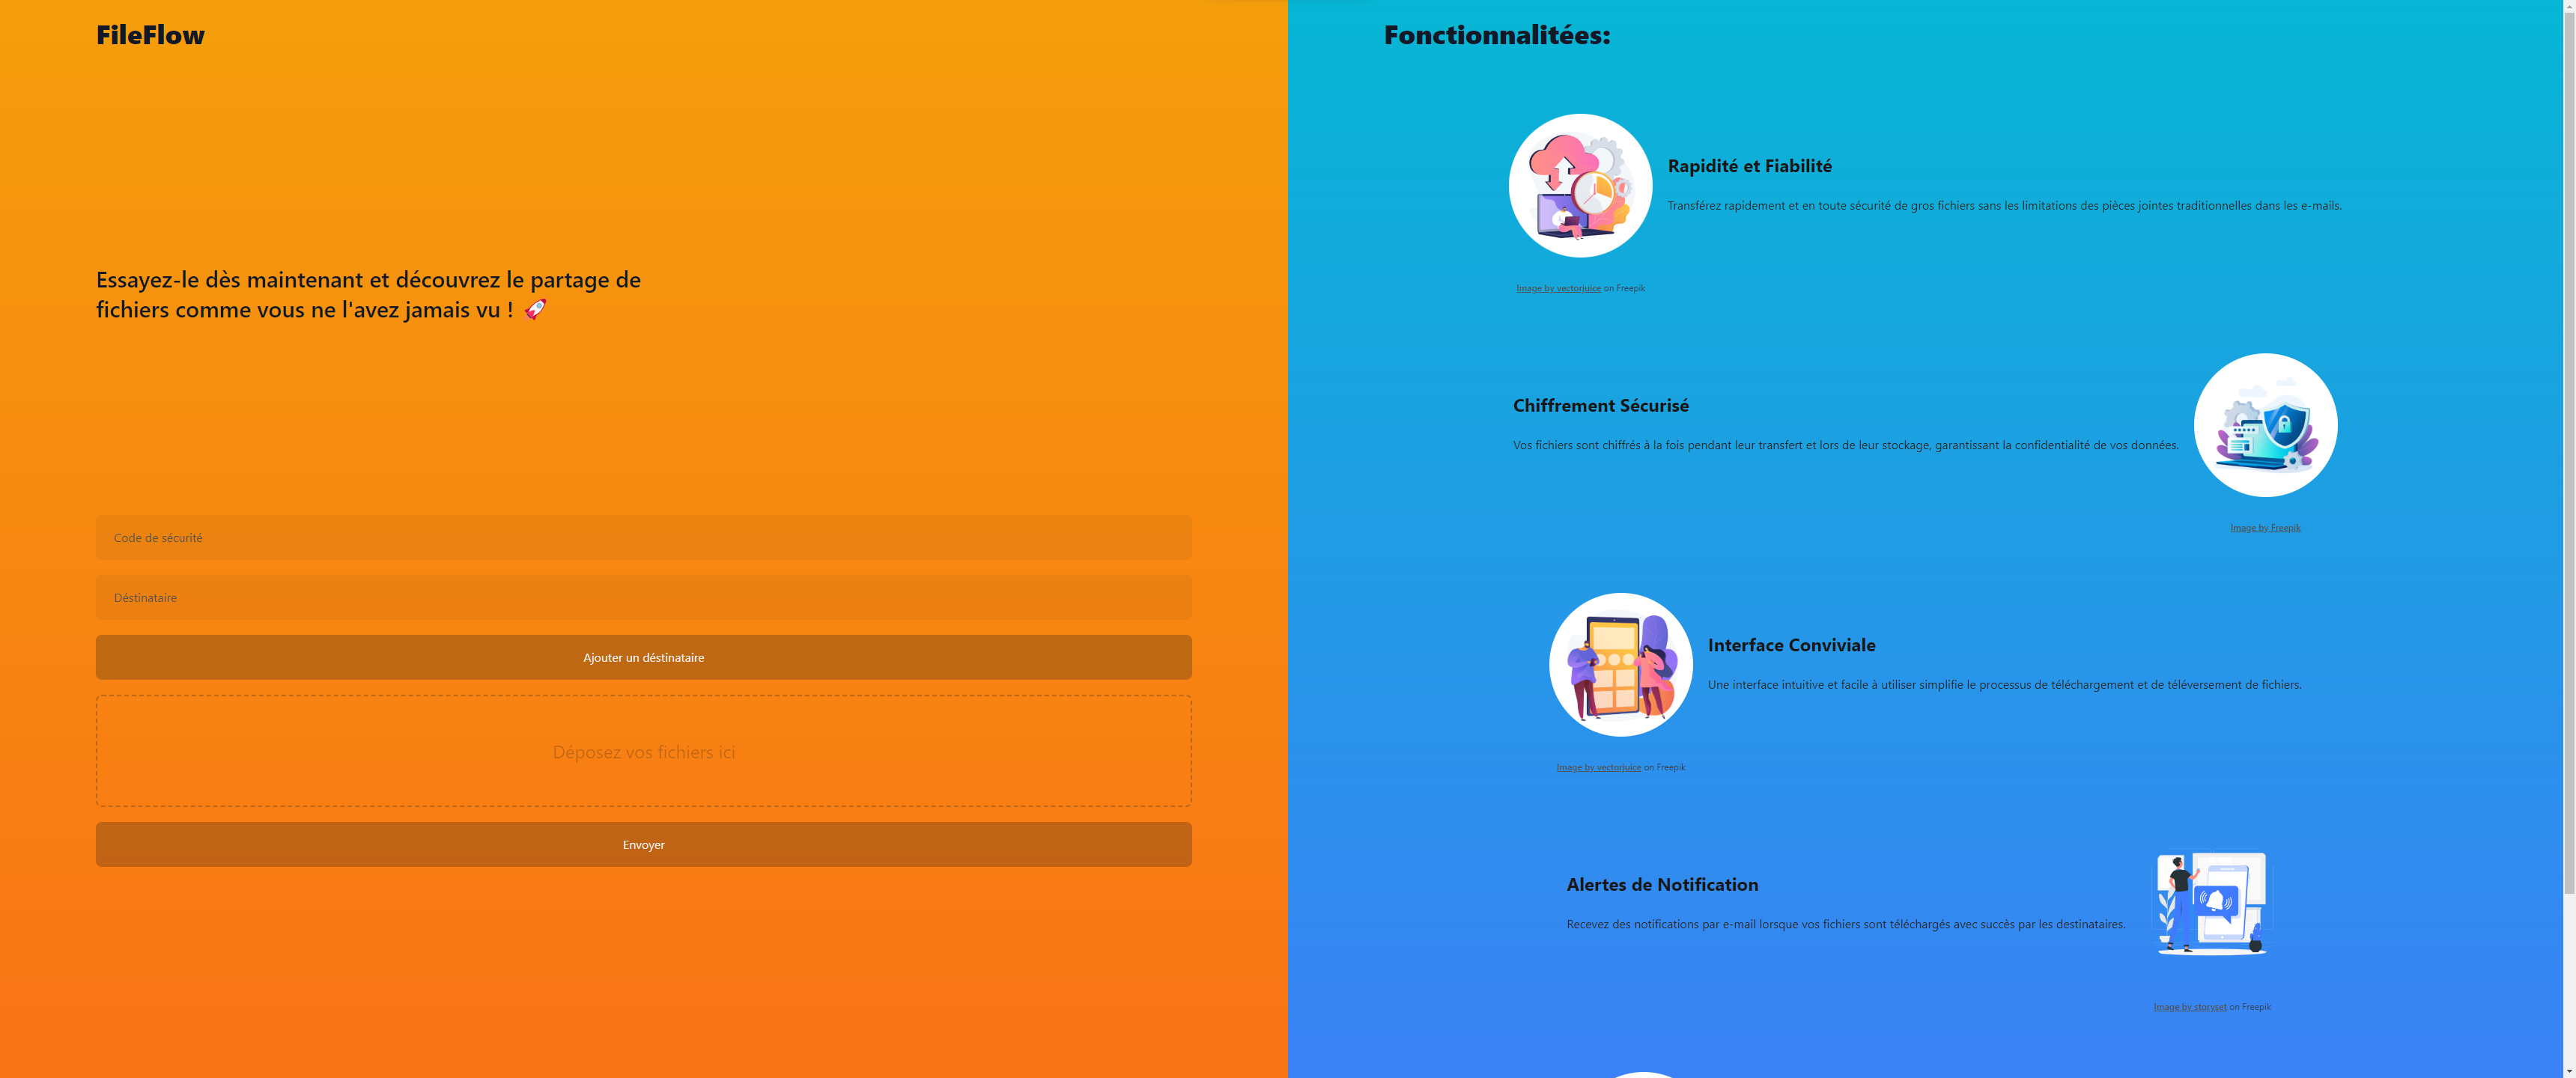 FileFlow
Essayez-le dès maintenant et découvrez le partage de
fichiers comme vous ne l'avez jamais vu ! 🚀
Code de sécurité
Déstinataire
Ajouter un déstinataire
Déposez vos fichiers ici
Envoyer
Fonctionnalitées:
Rapidité et Fiabilité
Transférez rapidement et en toute sécurité de gros fichiers sans les limitations des pièces jointes traditionnelles dans les e-mails.
Image by vectorjuice on Freepik
Chiffrement Sécurisé
Vos fichiers sont chiffrés à la fois pendant leur transfert et lors de leur stockage, garantissant la confidentialité de vos données.
Image by Freepik
Interface Conviviale
Une interface intuitive et facile à utiliser simplifie le processus de téléchargement et de téléversement de fichiers.
Image by vectorjuice on Freepik
Alertes de Notification
Recevez des notifications par e-mail lorsque vos fichiers sont téléchargés avec succès par les destinataires.
Image by storyset on Freepik